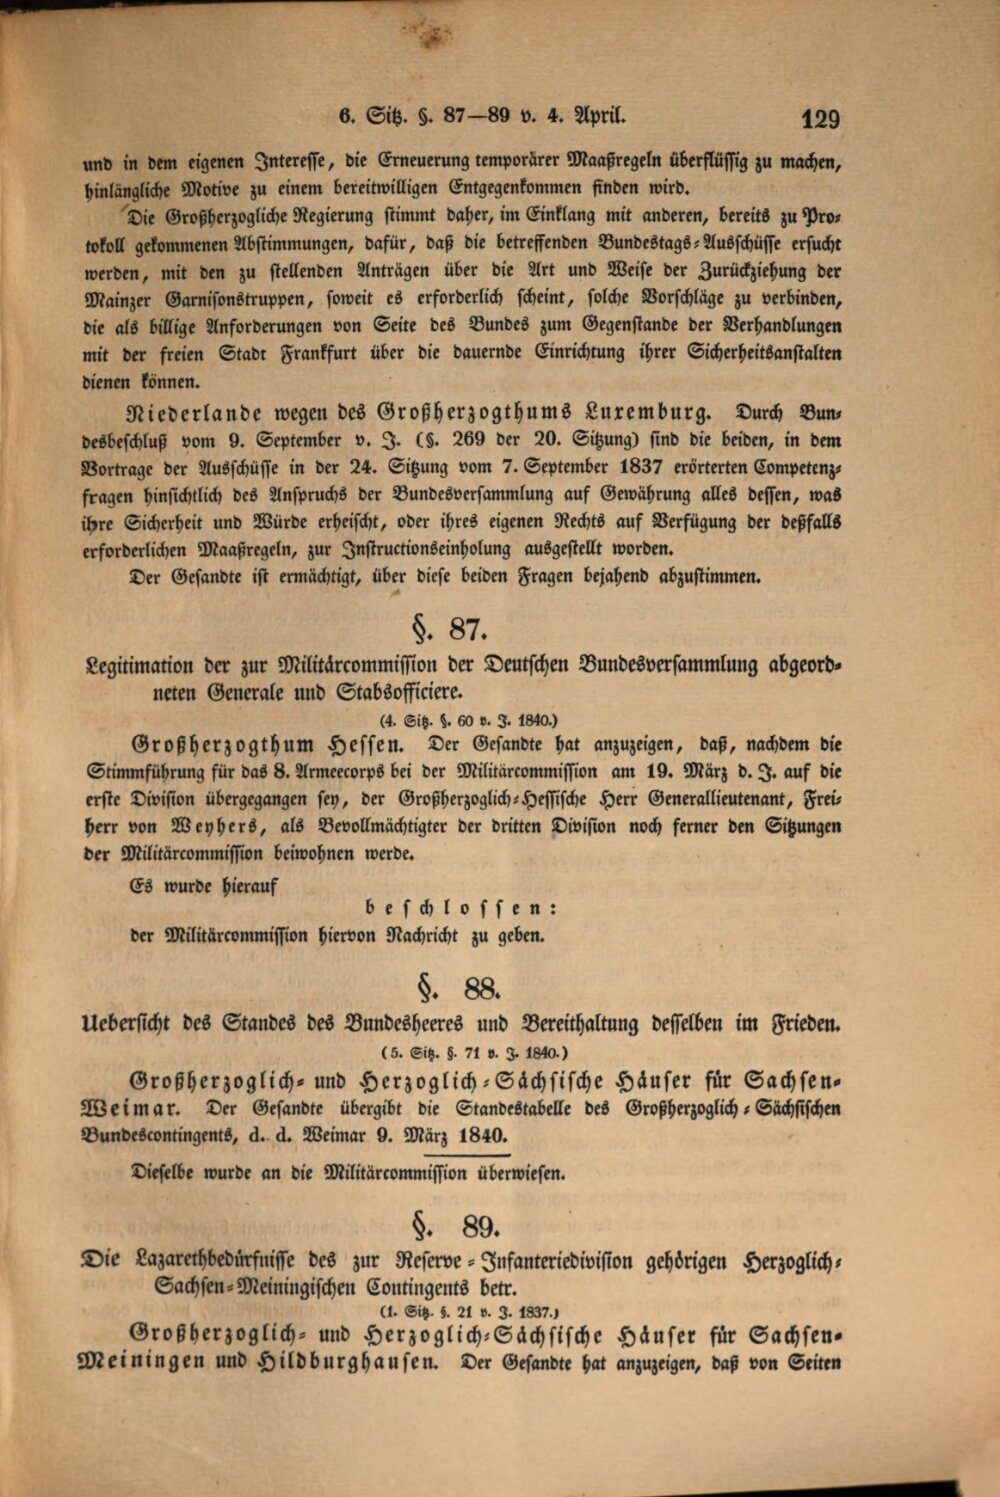 6. Sitz. §. 87—89 v. 4. April.
129
und in dem eigenen Interesse, die Erneuerung temporärer Maaßregeln überflüssig zu machen,
hinlängliche Motive zu einem bereitwilligen Entgegenkommen finden wird.
Die Großherzogliche Regierung stimmt daher, im Einklang mit anderen, bereits zu Pro-
tokoll gekommenen Abstimmungen, dafür, daß die betreffenden Bundestags-Ausschüsse ersucht
werden, mit den zu stellenden Anträgen über die Art und Weise der Zurückziehung der
Mainzer Garnisonstruppen, soweit es erforderlich scheint, solche Vorschläge zu verbinden,
die als billige Anforderungen von Seite des Bundes zum Gegenstande der Verhandlungen
mit der freien Stadt Frankfurt über die dauernde Einrichtung ihrer Sicherheitsanstalten
dienen können.
Niederlande wegen des Großherzogthums Luxemburg. Durch Bun-
desbeschluß vom 9. September v. J. (§. 269 der 20. Sitzung) sind die beiden, in dem
Vortrage der Ausschüsse in der 24. Sitzung vom 7. September 1837 erörterten Competenz-
fragen hinsichtlich des Anspruchs der Bundesversammlung auf Gewährung alles dessen, was
ihre Sicherheit und Würde erheischt, oder ihres eigenen Rechts auf Verfügung der deßfalls
erforderlichen Maaßregeln, zur Instructionseinholung ausgestellt worden.
Der Gesandte ist ermächtigt, über diese beiden Fragen bejahend abzustimmen.
§. 87.
Legitimation der zur Militärcommission der Deutschen Bundesversammlung abgeord-
neten Generale und Stabsofficiere.
(4. Sitz. §. 60 v. J. 1840.)
Großherzogthum Hessen. Der Gesandte hat anzuzeigen, daß, nachdem die
Stimmführung für das 8. Armeecorps bei der Militärcommission am 19. März d. J. auf die
erste Division übergegangen sey, der Großherzoglich-Hessische Herr Generallieutenant, Frei-
herr von Weyhers, als Bevollmächtigter der dritten Division noch ferner den Sitzungen
der Militärcommission beiwohnen werde.
Es wurde hierauf
beschlossen:
der Militärcommission hiervon Nachricht zu geben.
§. 88.
Uebersicht des Standes des Bundesheeres und Bereithaltung desselben im Frieden.
(5. Sitz. §. 71 v. J. 1840.)
Großherzoglich- und Herzoglich-Sächsische Häuser für Sachsen-
Weimar. Der Gesandte übergibt die Standestabelle des Großherzoglich-Sächsischen
Bundescontingents, d. d. Weimar 9. März 1840.
Dieselbe wurde an die Militärcommission überwiesen.
§. 89.
Die Lazarethbedürfnisse des zur Reserve-Infanteriedivision gehörigen Herzoglich-
Sachsen-Meiningischen Contingents betr.
(1. Sitz. §. 21 v. J. 1837.)
Großherzoglich- und Herzoglich-Sächsische Häuser für Sachsen-
Meiningen und Hildburghausen. Der Gesandte hat anzuzeigen, daß von Seiten